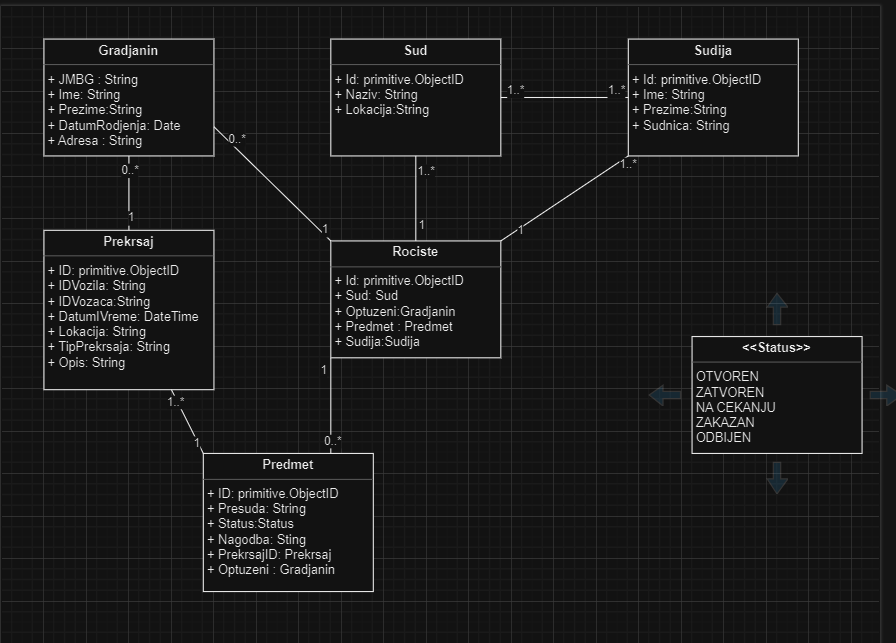 Gradjanin
+ JMBG : String
+ Ime: String
+ Prezime:String
+ DatumRodjenja: Date
+ Adresa : String
Sud
+ Id: primitive.ObjectID
+ Naziv: String
+ Lokacija:String
1..*
1..*
Sudija
+ Id: primitive.ObjectID
+ Ime: String
+ Prezime:String
+ Sudnica: String
0..*
0..*
1..*
1..*
1
1
1
1
Prekrsaj
+ ID: primitive.ObjectID
+ IDVozila: String
+ IDVozaca:String
+ DatumIVreme: DateTime
+ Lokacija: String
+ TipPrekrsaja: String
+ Opis: String
Rociste
+ Id: primitive.ObjectID
+ Sud: Sud
+ Optuzeni:Gradjanin
+ Predmet : Predmet
+ Sudija:Sudija
<<Status>>
OTVOREN
ZATVOREN
NA CEKANJU
ZAKAZAN
ODBIJEN
1
1..*
1
0..*
Predmet
+ ID: primitive.ObjectID
+ Presuda: String
+ Status:Status
+ Nagodba: Sting
+ PrekrsajID: Prekrsaj
+ Optuzeni : Gradjanin